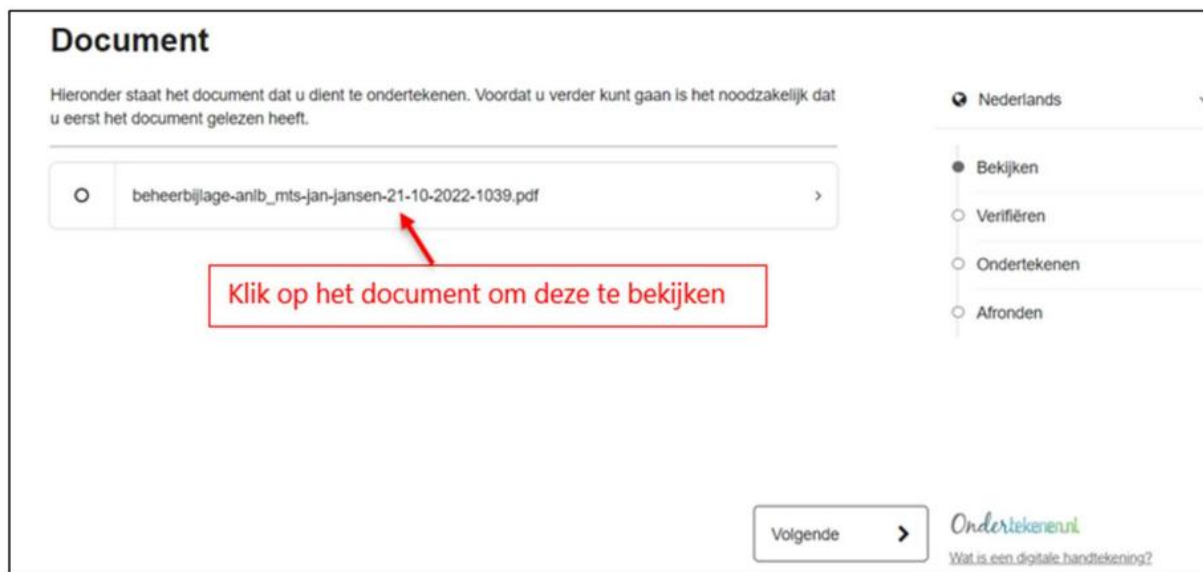 Document
Hieronder staat het document dat u dient te ondertekenen. Voordat u verder kunt gaan is het noodzakelijk dat
u eerst het document gelezen heeft.
beheerbijlage-anlb_mts-jan-jansen-21-10-2022-1039.pdf
Klik op het document om deze te bekijken
Nederlands
Bekijken
Verifiëren
Ondertekenen
Afronden
Volgende
Ondertekenen.nl
Wat is een digitale handtekening?